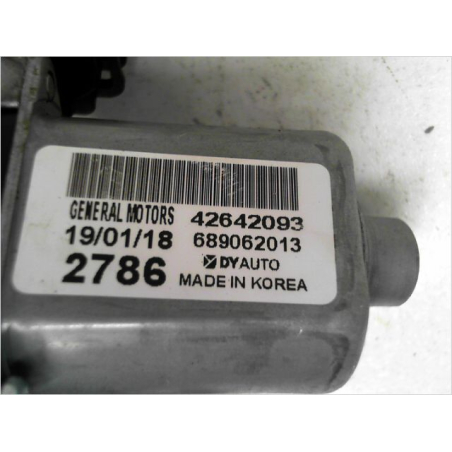 GENERAL MOTORS 42642093
19/01/18 689062013
2786 DYAUTO
MADE IN KOREA